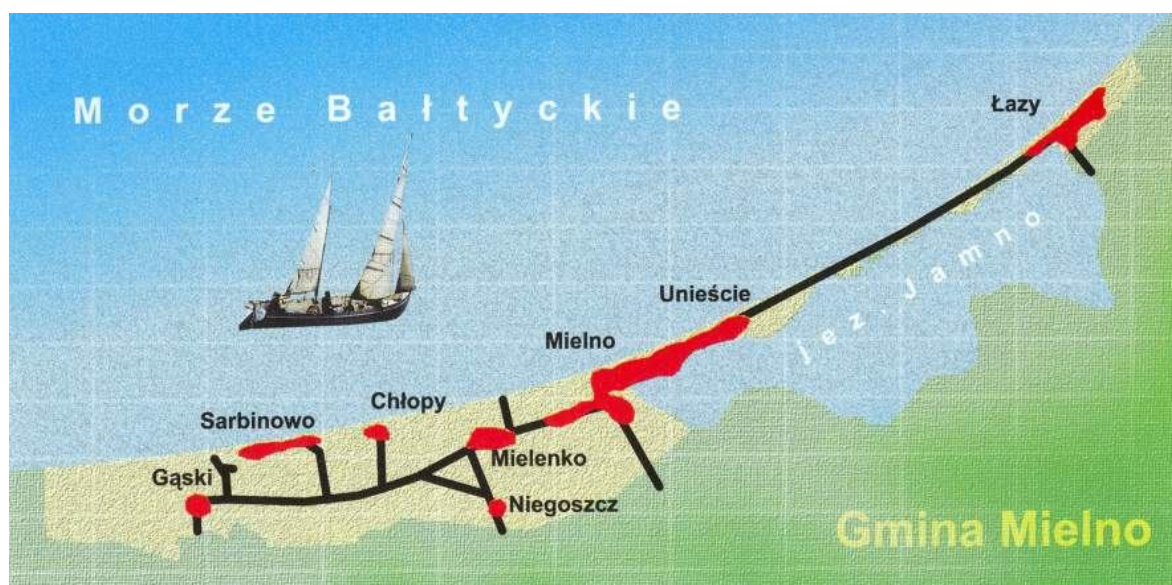 Morze Bałtyckie
Łazy
jez. Jamno
Unieście
Mielno
Chłopy
Sarbinowo
Mielenko
Gąski
Niegoszcz
Gmina Mielno